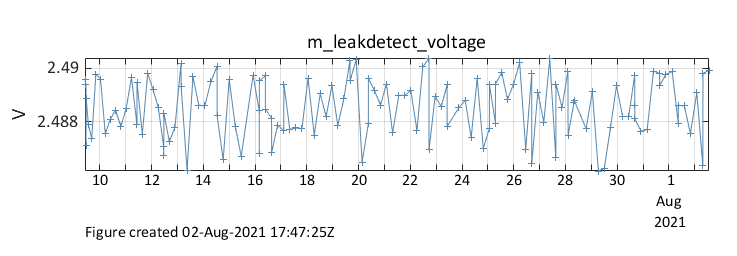 m_leakdetect_voltage
2.49
V
2.488
10 12 14 16 18 20 22 24 26 28 30 1
Aug
2021
Figure created 02-Aug-2021 17:47:25Z